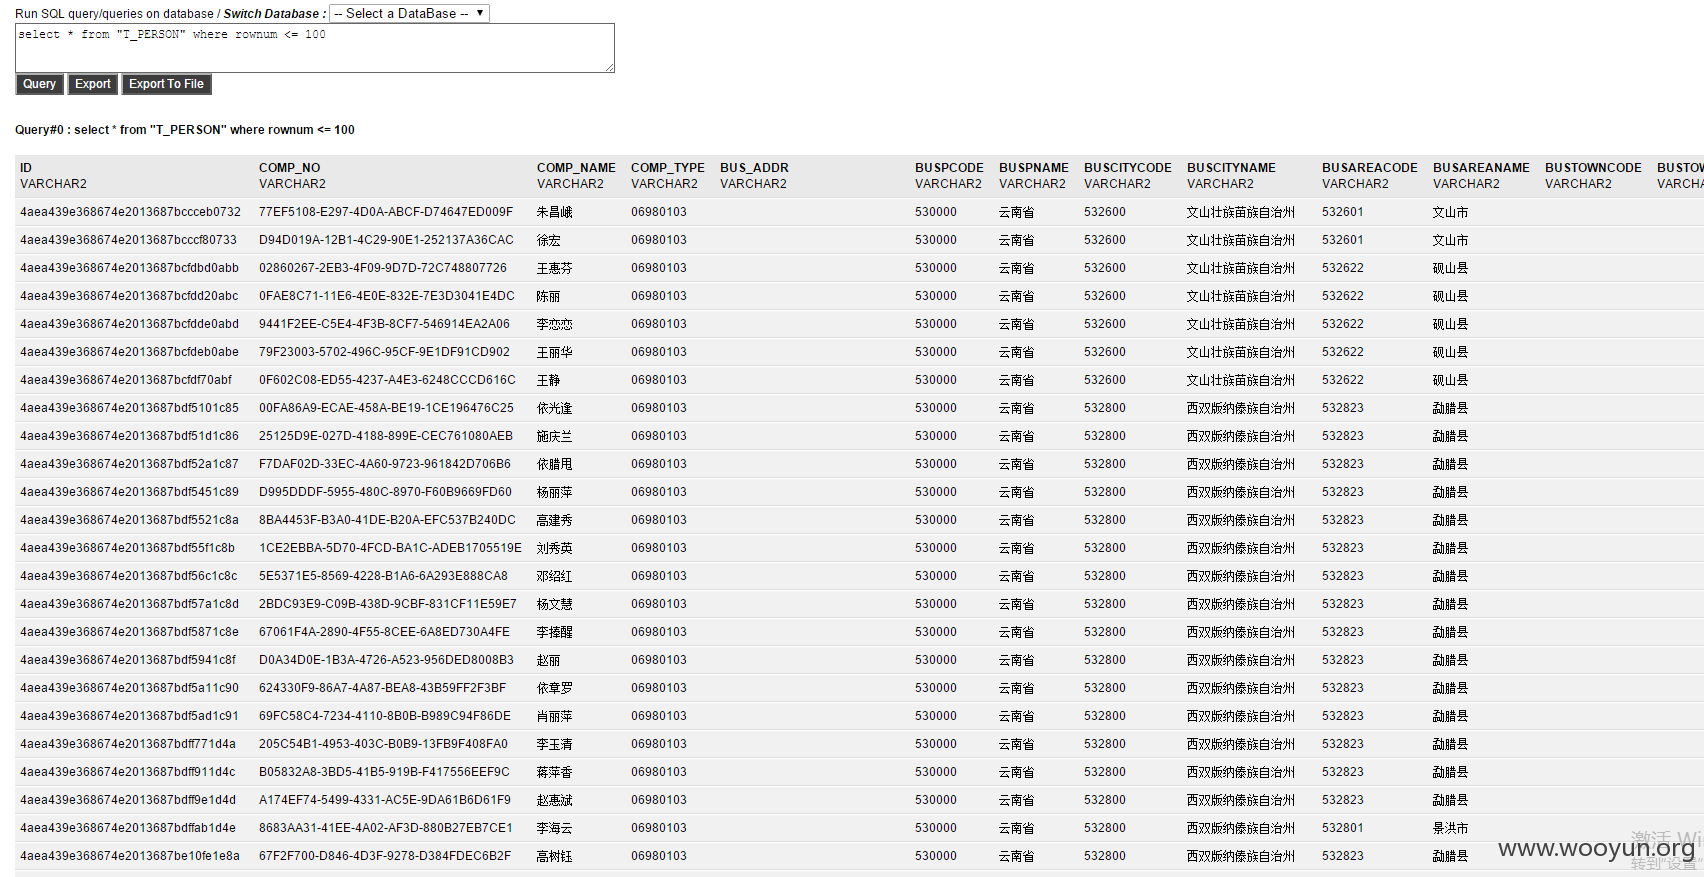 Run SQL query/queries on database / Switch Database : -- Select a DataBase --
select * from "T_PERSON" where rownum <= 100
Query Export Export To File
Query#0 : select * from "T_PERSON" where rownum <= 100
ID COMP_NO COMP_NAME COMP_TYPE BUS_ADDR BUSPCODE BUSPNAME BUSCITYCODE BUSCITYNAME BUSAREACODE BUSAREANAME BUSTOWNCODE BUSTOW
VARCHAR2 VARCHAR2 VARCHAR2 VARCHAR2 VARCHAR2 VARCHAR2 VARCHAR2 VARCHAR2 VARCHAR2 VARCHAR2 VARCHAR2 VARCHAR2 VARCHA
4aea439e368674e2013687bccceb0732 77EF5108-E297-4D0A-ABCF-D74647ED009F 朱昌峨 06980103 530000 云南省 532600 文山壮族苗族自治州 532601 文山市
4aea439e368674e2013687bcccf80733 D94D019A-12B1-4C29-90E1-252137A36CAC 徐宏 06980103 530000 云南省 532600 文山壮族苗族自治州 532601 文山市
4aea439e368674e2013687bcfdbd0abb 02860267-2EB3-4F09-9D7D-72C748807726 王惠芬 06980103 530000 云南省 532600 文山壮族苗族自治州 532622 砚山县
4aea439e368674e2013687bcfdd20abc 0FAE8C71-11E6-4E0E-832E-7E3D3041E4DC 陈丽 06980103 530000 云南省 532600 文山壮族苗族自治州 532622 砚山县
4aea439e368674e2013687bcfdde0abd 9441F2EE-C5E4-4F3B-8CF7-546914EA2A06 李恋恋 06980103 530000 云南省 532600 文山壮族苗族自治州 532622 砚山县
4aea439e368674e2013687bcfdeb0abe 79F23003-5702-496C-95CF-9E1DF91CD902 王丽华 06980103 530000 云南省 532600 文山壮族苗族自治州 532622 砚山县
4aea439e368674e2013687bcfdf70abf 0F602C08-ED55-4237-A4E3-6248CCCD616C 王静 06980103 530000 云南省 532600 文山壮族苗族自治州 532622 砚山县
4aea439e368674e2013687bdf5101c85 00FA86A9-ECAE-458A-BE19-1CE196476C25 依光逢 06980103 530000 云南省 532800 西双版纳傣族自治州 532823 勐腊县
4aea439e368674e2013687bdf51d1c86 25125D9E-027D-4188-899E-CEC761080AEB 施庆兰 06980103 530000 云南省 532800 西双版纳傣族自治州 532823 勐腊县
4aea439e368674e2013687bdf52a1c87 F7DAF02D-33EC-4A60-9723-961842D706B6 依腊甩 06980103 530000 云南省 532800 西双版纳傣族自治州 532823 勐腊县
4aea439e368674e2013687bdf5451c89 D995DDDF-5955-480C-8970-F60B9669FD60 杨丽萍 06980103 530000 云南省 532800 西双版纳傣族自治州 532823 勐腊县
4aea439e368674e2013687bdf5521c8a 8BA4453F-B3A0-41DE-B20A-EFC537B240DC 高建秀 06980103 530000 云南省 532800 西双版纳傣族自治州 532823 勐腊县
4aea439e368674e2013687bdf55f1c8b 1CE2EBBA-5D70-4FCD-BA1C-ADEB1705519E 刘秀英 06980103 530000 云南省 532800 西双版纳傣族自治州 532823 勐腊县
4aea439e368674e2013687bdf56c1c8c 5E5371E5-8569-4228-B1A6-6A293E888CA8 邓绍红 06980103 530000 云南省 532800 西双版纳傣族自治州 532823 勐腊县
4aea439e368674e2013687bdf57a1c8d 2BDC93E9-C09B-438D-9CBF-831CF11E59E7 杨文慧 06980103 530000 云南省 532800 西双版纳傣族自治州 532823 勐腊县
4aea439e368674e2013687bdf5871c8e 67061F4A-2890-4F55-8CEE-6A8ED730A4FE 李捧醒 06980103 530000 云南省 532800 西双版纳傣族自治州 532823 勐腊县
4aea439e368674e2013687bdf5941c8f D0A34D0E-1B3A-4726-A523-956DED8008B3 赵丽 06980103 530000 云南省 532800 西双版纳傣族自治州 532823 勐腊县
4aea439e368674e2013687bdf5a11c90 624330F9-86A7-4A87-BEA8-43B59FF2F3BF 依章罗 06980103 530000 云南省 532800 西双版纳傣族自治州 532823 勐腊县
4aea439e368674e2013687bdf5ad1c91 69FC58C4-7234-4110-8B0B-B989C94F86DE 肖丽萍 06980103 530000 云南省 532800 西双版纳傣族自治州 532823 勐腊县
4aea439e368674e2013687bdff771d4a 205C54B1-4953-403C-B0B9-13FB9F408FA0 李玉清 06980103 530000 云南省 532800 西双版纳傣族自治州 532823 勐腊县
4aea439e368674e2013687bdff911d4c B05832A8-3BD5-41B5-919B-F417556EEF9C 蒋萍香 06980103 530000 云南省 532800 西双版纳傣族自治州 532823 勐腊县
4aea439e368674e2013687bdff9e1d4d A174EF74-5499-4331-AC5E-9DA61B6D61F9 赵惠斌 06980103 530000 云南省 532800 西双版纳傣族自治州 532823 勐腊县
4aea439e368674e2013687bdffab1d4e 8683AA31-41EE-4A02-AF3D-880B27EB7CE1 李海云 06980103 530000 云南省 532800 西双版纳傣族自治州 532801 景洪市
4aea439e368674e2013687be10fe1e8a 67F2F700-D846-4D3F-9278-D384FDEC6B2F 高树钰 06980103 530000 云南省 532800 西双版纳傣族自治州 532823 勐腊县
激活 Wi
www.wooyun.org
转到"设置"